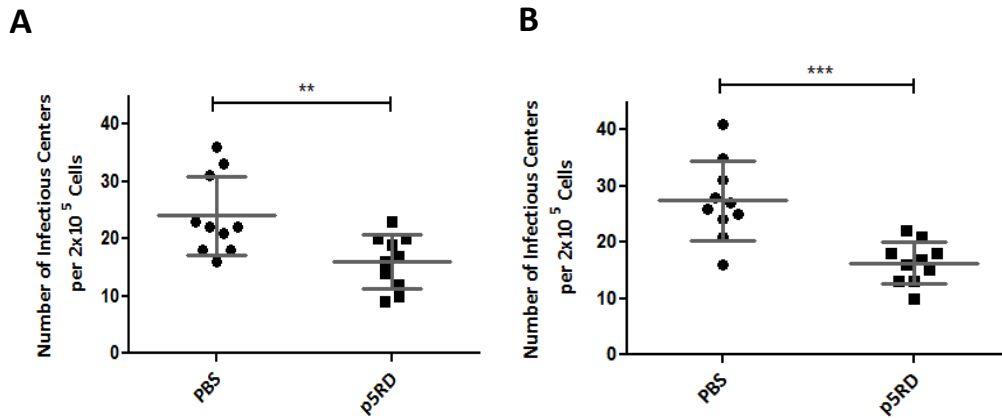 A
Number of Infectious Centers
per 2x10 5 Cells
40
30
20
10
0
**
PBS
p5RD
B
Number of Infectious Centers
per 2x10 5 Cells
40
30
20
10
0
***
PBS
p5RD